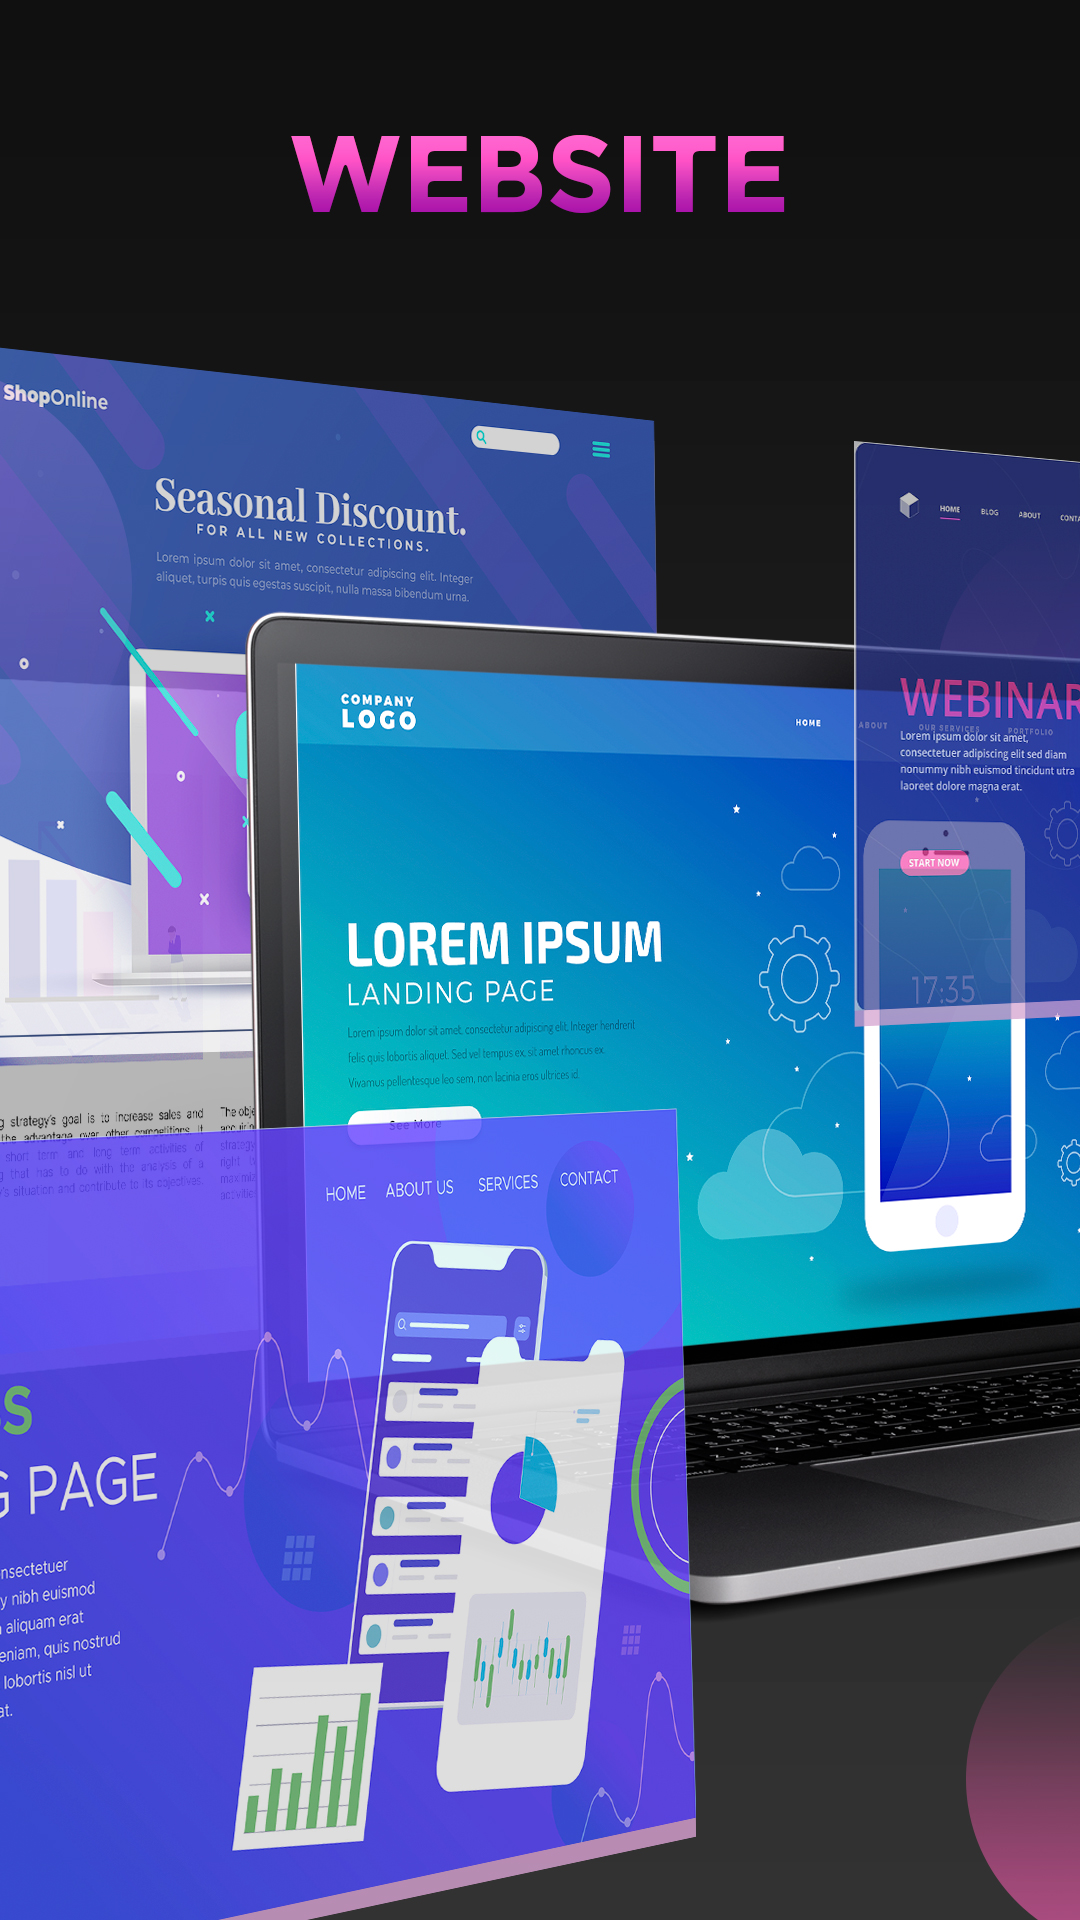 WEBSITE
ShopOnline
Seasonal Discount.
FOR ALL NEW COLLECTIONS.
Lorem ipsum dolor sit amet, consectetur adipiscing elit. Integer
aliquet, turpis quis egestas suscipit, nulla massa bibendum urna.
HOME BLOG ABOUT
WEBINAR
Lorem ipsum dolor sit amet,
consectetuer adipiscing elit sed diam
nonummy nibh euismod tincidunt utra
laoreet dolore magna erat.
START NOW
17:35
COMPANY
LOGO
HOME ABOUT OUR SERVICES PORTFOLIO
LOREM IPSUM
LANDING PAGE
Lorem ipsum dolor sit amet, consectetur adipiscing elit. Integer hendrerit
felis quis lobortis aliquet. Sed vel tempus ex, sit amet rhoncus ex.
Vivamus pellentesque leo sem, non lacinia eros ultrices id.
See More
strategy's goal is to increase sales and
the advantage over other competitions. It
short term and long term activities of
that has to do with the analysis of a
's situation and contribute to its objectives.
The obje
strategy
right
activitie
HOME ABOUT US SERVICES CONTACT
S
G PAGE
nsectetuer
y nibh euismod
aliquam erat
eniam, quis nostrud
lobortis nisl ut
at.
control option